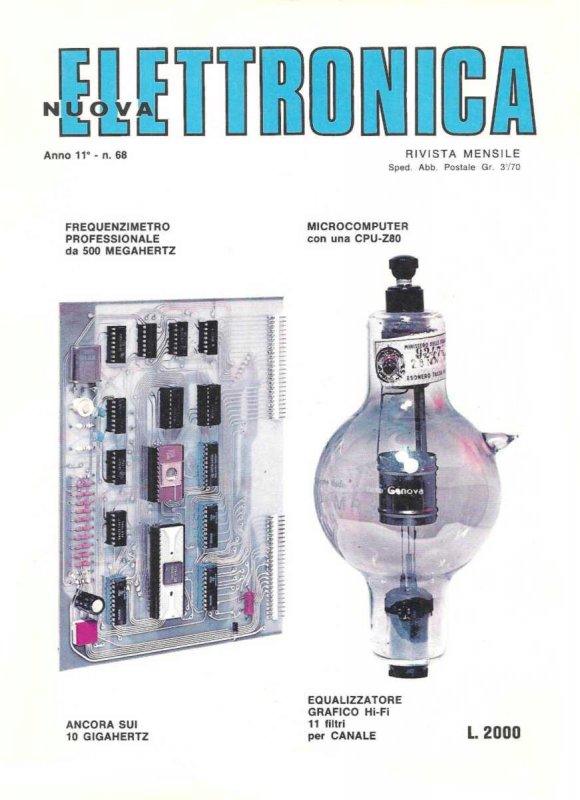 NUOVA
ELETTRONICA
Anno 11° - n. 68
RIVISTA MENSILE
Sped. Abb. Postale Gr. 3°/70
FREQUENZIMETRO
PROFESSIONALE
da 500 MEGAHERTZ
MICROCOMPUTER
con una CPU-Z80
Genova
ANCORA SUI
10 GIGAHERTZ
EQUALIZZATORE
GRAFICO Hi-Fi
11 filtri
per CANALE
L. 2000